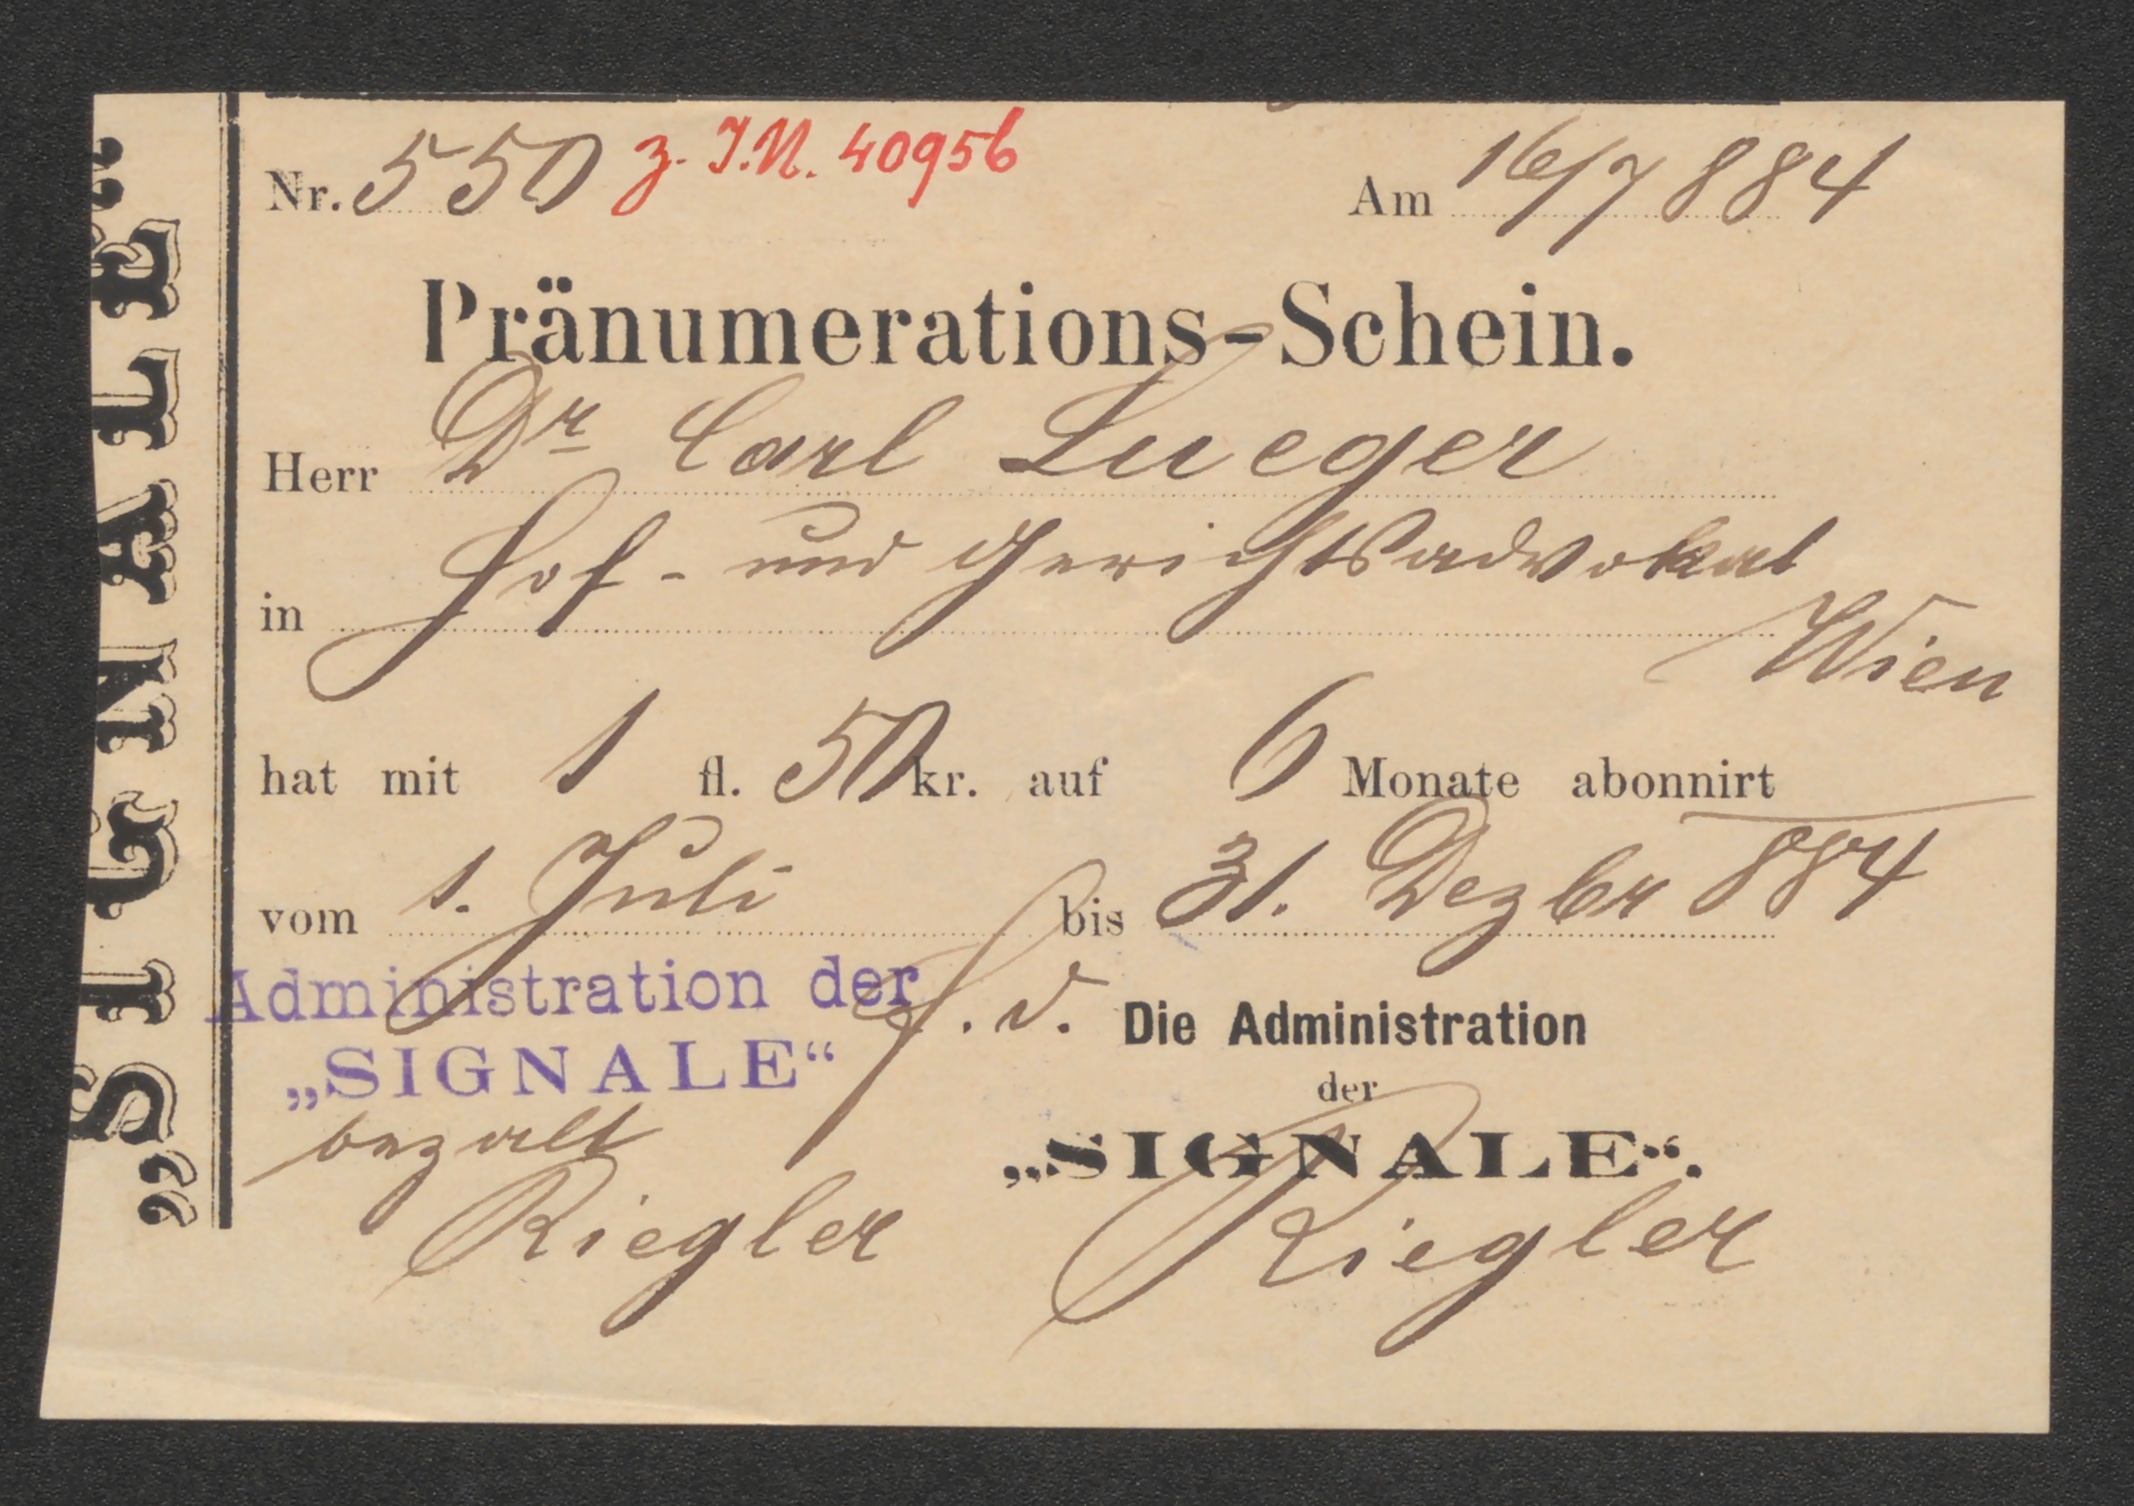 „SIGNALE“
Nr. 550 z. I.N. 40956 Am 16/7 884
Pränumerations-Schein.
Herr Dr Carl Lueger
in Hof- und Gerichtsadvokat
Wien
hat mit 1 fl. 50 kr. auf 6 Monate abonnirt
vom 1. Juli bis 31. Dezbr 884
Administration der
„SIGNALE“
f. d. Die Administration
der
„SIGNALE“.
bezalt
Riegler Riegler